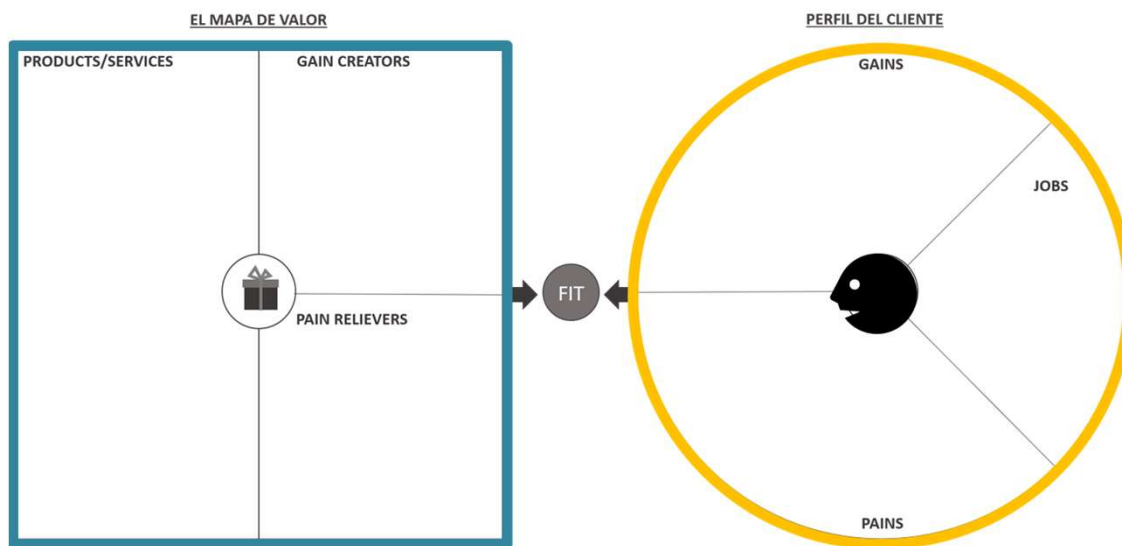 EL MAPA DE VALOR
PRODUCTS/SERVICES
GAIN CREATORS
PAIN RELIEVERS
FIT
PERFIL DEL CLIENTE
GAINS
JOBS
PAINS